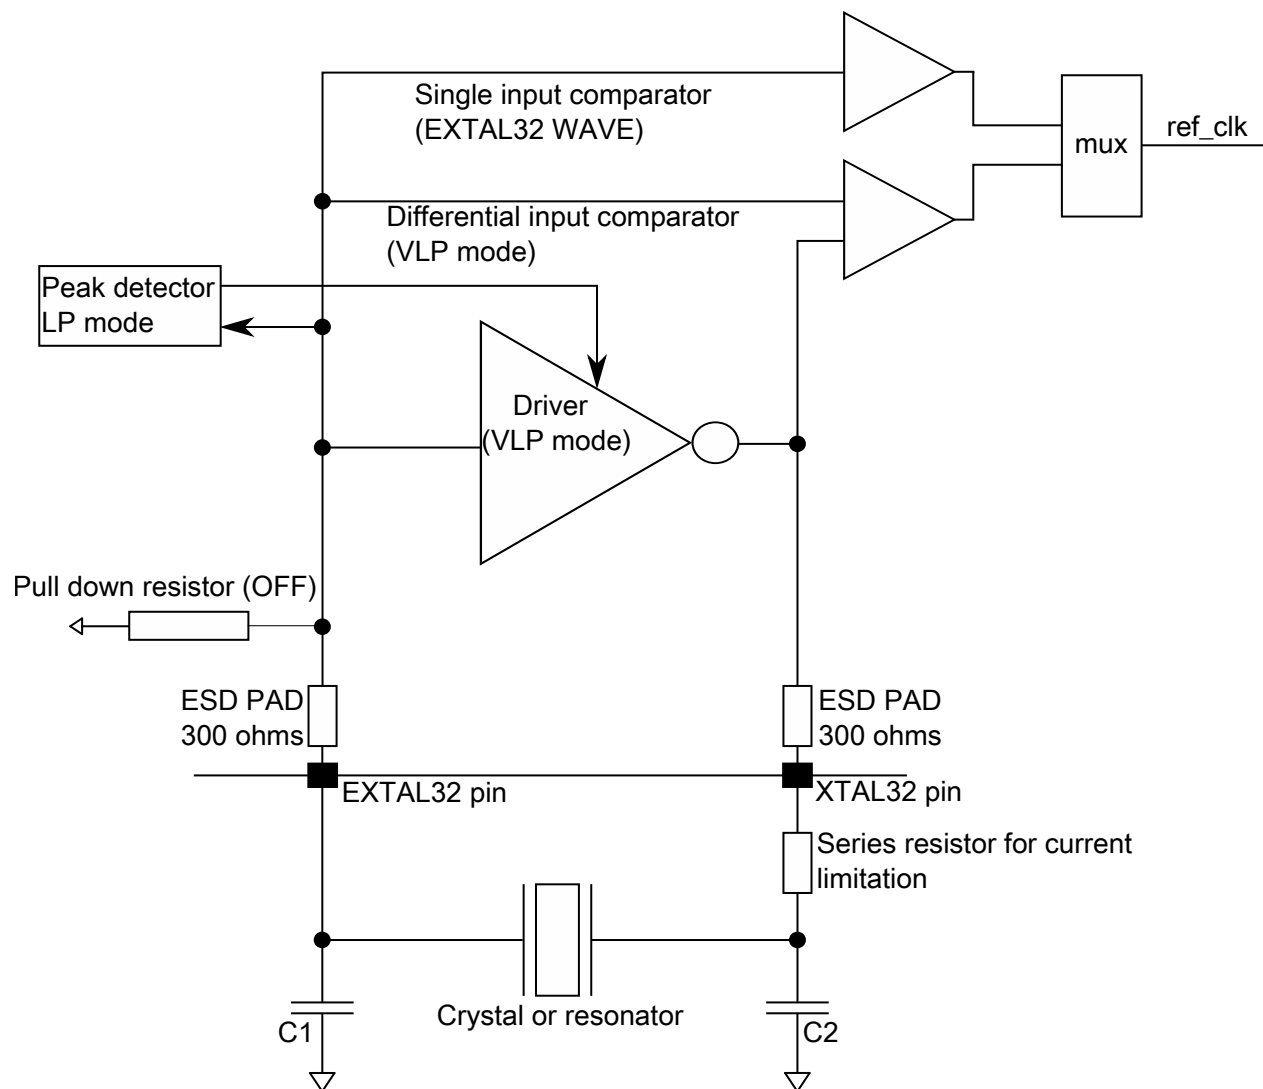 Single input comparator
(EXTAL32 WAVE)
ref_clk
mux
Differential input comparator
(VLP mode)
Peak detector
LP mode
Driver
(VLP mode)
Pull down resistor (OFF)
ESD PAD
300 ohms
ESD PAD
300 ohms
EXTAL32 pin
XTAL32 pin
Series resistor for current
limitation
Crystal or resonator
C1
C2